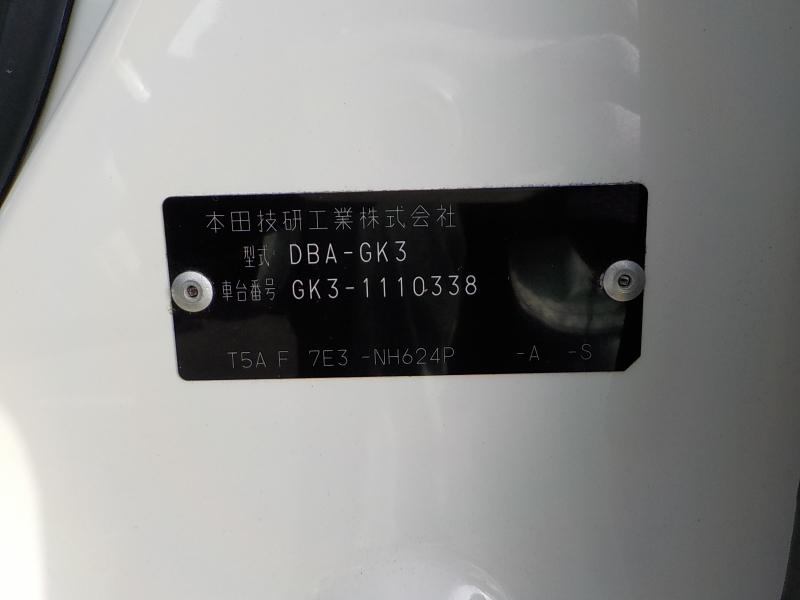 本田技研工業株式会社
型式 DBA-GK3
車台番号 GK3-1110338
T5A F 7E3 -NH624P -A -S